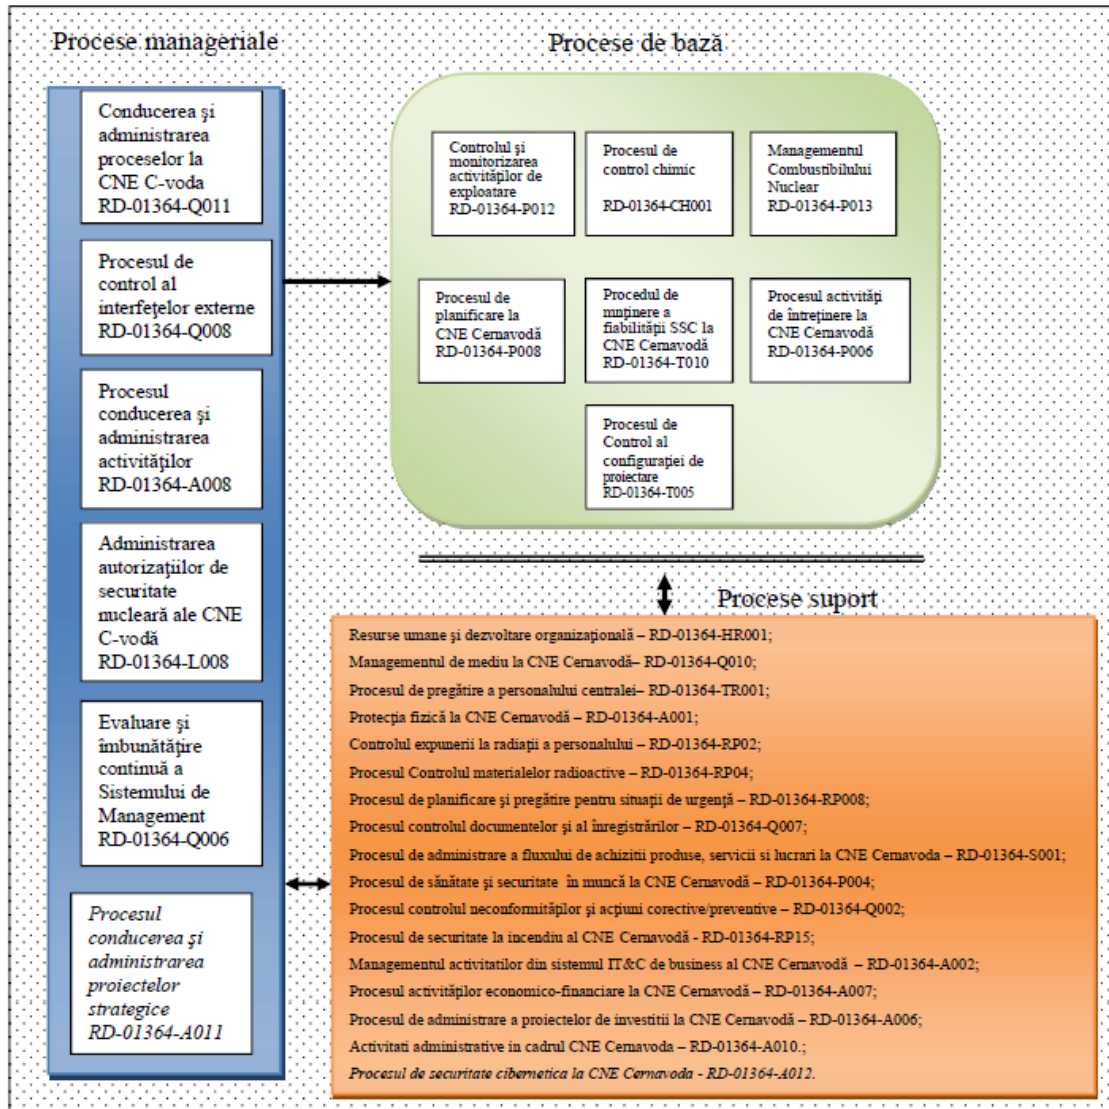 Procese manageriale
Conducerea şi
administrarea
proceselor la
CNE C-voda
RD-01364-Q011
Procesul de
control al
interfeţelor externe
RD-01364-Q008
Procesul
conducerea şi
administrarea
activităţilor
RD-01364-A008
Administrarea
autorizaţiilor de
securitate
nucleară ale CNE
C-vodă
RD-01364-L008
Evaluare şi
îmbunătăţire
continuă a
Sistemului de
Management
RD-01364-Q006
Procesul
conducerea şi
administrarea
proiectelor
strategice
RD-01364-A011
Procese de bază
Controlul şi
monitorizarea
activităţilor de
exploatare
RD-01364-P012
Procesul de
control chimic
RD-01364-CH001
Managementul
Combustibilului
Nuclear
RD-01364-P013
Procesul de
planificare la
CNE Cernavodă
RD-01364-P008
Procedul de
mnţinere a
fiabilităţii SSC la
CNE Cernavodă
RD-01364-T010
Procesul activităţi
de întreţinere la
CNE Cernavodă
RD-01364-P006
Procesul de
Control al
configuraţiei de
proiectare
RD-01364-T005
Procese suport
Resurse umane şi dezvoltare organizaţională – RD-01364-HR001;
Managementul de mediu la CNE Cernavodă– RD-01364-Q010;
Procesul de pregătire a personalului centralei– RD-01364-TR001;
Protecţia fizică la CNE Cernavodă – RD-01364-A001;
Controlul expunerii la radiaţii a personalului – RD-01364-RP02;
Procesul Controlul materialelor radioactive – RD-01364-RP04;
Procesul de planificare şi pregătire pentru situaţii de urgenţă – RD-01364-RP008;
Procesul controlul documentelor şi al înregistrărilor – RD-01364-Q007;
Procesul de administrare a fluxului de achizitii produse, servicii si lucrari la CNE Cernavoda – RD-01364-S001;
Procesul de sănătate şi securitate în muncă la CNE Cernavodă – RD-01364-P004;
Procesul controlul neconformităţilor şi acţiuni corective/preventive – RD-01364-Q002;
Procesul de securitate la incendiu al CNE Cernavodă - RD-01364-RP15;
Managementul activitatilor din sistemul IT&C de business al CNE Cernavodă – RD-01364-A002;
Procesul activităţilor economico-financiare la CNE Cernavodă – RD-01364-A007;
Procesul de administrare a proiectelor de investitii la CNE Cernavodă – RD-01364-A006;
Activitati administrative in cadrul CNE Cernavoda – RD-01364-A010.;
Procesul de securitate cibernetica la CNE Cernavoda - RD-01364-A012.